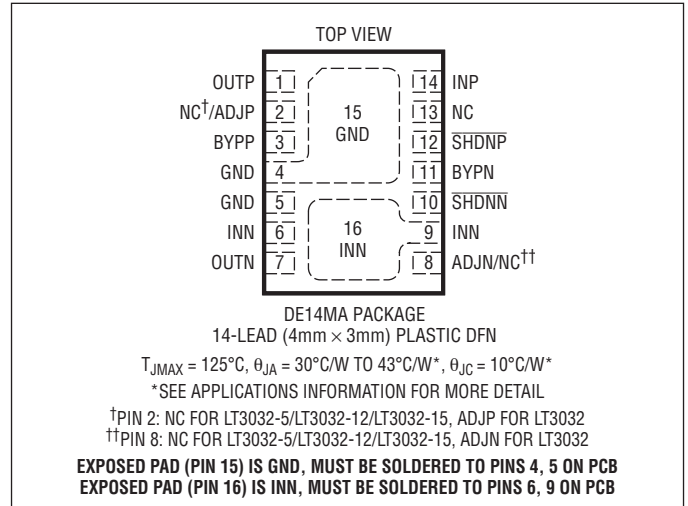 TOP VIEW
OUTP 1 14 INP
NC†/ADJP 2 15 13 NC
BYPP 3 GND 12 SHDNP
GND 4 11 BYPN
GND 5 10 SHDNN
INN 6 16 9 INN
OUTN 7 INN 8 ADJN/NC††
DE14MA PACKAGE
14-LEAD (4mm × 3mm) PLASTIC DFN
TJMAX = 125°C, θJA = 30°C/W TO 43°C/W*, θJC = 10°C/W*
*SEE APPLICATIONS INFORMATION FOR MORE DETAIL
†PIN 2: NC FOR LT3032-5/LT3032-12/LT3032-15, ADJP FOR LT3032
††PIN 8: NC FOR LT3032-5/LT3032-12/LT3032-15, ADJN FOR LT3032
EXPOSED PAD (PIN 15) IS GND, MUST BE SOLDERED TO PINS 4, 5 ON PCB
EXPOSED PAD (PIN 16) IS INN, MUST BE SOLDERED TO PINS 6, 9 ON PCB